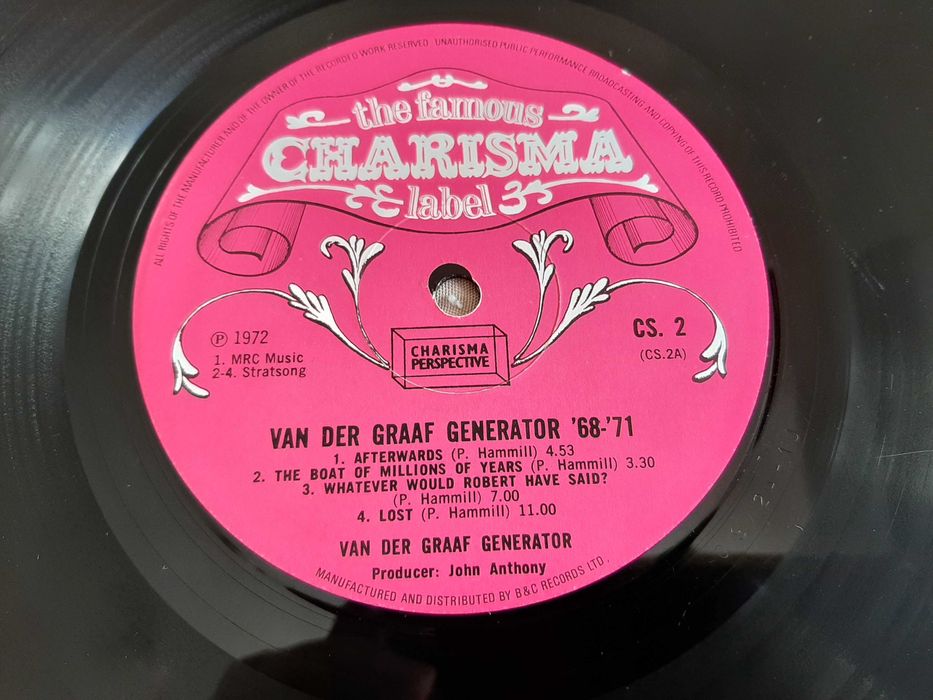 ALL RIGHTS OF THE MANUFACTURER AND OF THE OWNER OF THE RECORDED WORK RESERVED UNAUTHORISED PUBLIC PERFORMANCE BROADCASTING AND COPYING OF THIS RECORD PROHIBITED
the famous
CHARISMA
label
℗ 1972
1. MRC Music
2-4. Stratsong
CHARISMA
PERSPECTIVE
CS. 2
(CS.2A)
VAN DER GRAAF GENERATOR '68-'71
1. AFTERWARDS (P. Hammill) 4.53
2. THE BOAT OF MILLIONS OF YEARS (P. Hammill) 3.30
3. WHATEVER WOULD ROBERT HAVE SAID?
(P. Hammill) 7.00
4. LOST (P. Hammill) 11.00
VAN DER GRAAF GENERATOR
Producer: John Anthony
MANUFACTURED AND DISTRIBUTED BY B&C RECORDS LTD.